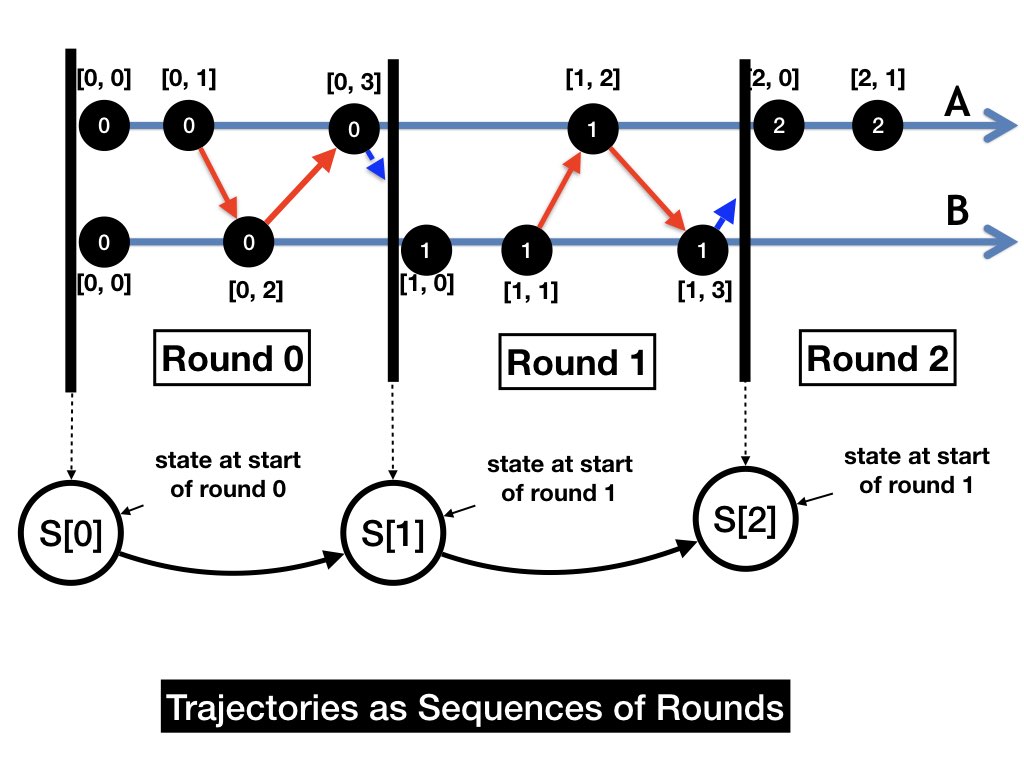 [0, 0] [0, 1] [0, 3] [1, 2] [2, 0] [2, 1]
A
0 0 0 1 2 2
B
0 0 1 1 1
[0, 0] [0, 2] [1, 0] [1, 1] [1, 3]
Round 0 Round 1 Round 2
state at start
of round 0
state at start
of round 1
state at start
of round 1
S[0] S[1] S[2]
Trajectories as Sequences of Rounds